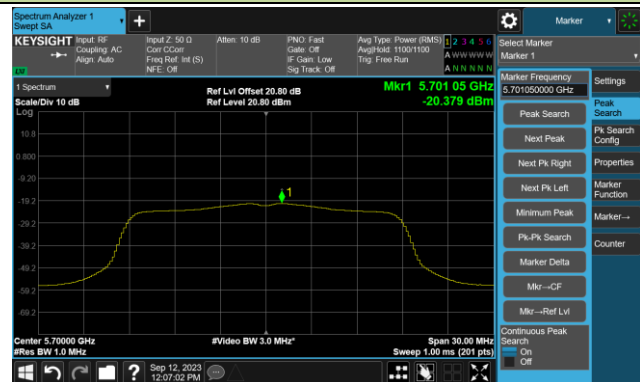 Spectrum Analyzer 1
Swept SA
Marker
KEYSIGHT
Input: RF
Coupling: AC
Align: Auto
Input Z: 50 Ω
Corr CCorr
Freq Ref: Int (S)
NFE: Off
Atten: 10 dB
PNO: Fast
Gate: Off
IF Gain: Low
Sig Track: Off
Avg Type: Power (RMS)
Avg|Hold: 1100/1100
Trig: Free Run
1 2 3 4 5 6
A W W W W W
A N N N N N
LXI
Select Marker
Marker 1
1 Spectrum
Scale/Div 10 dB
Log
Ref Lvl Offset 20.80 dB
Ref Level 20.80 dBm
Mkr1 5.701 05 GHz
-20.379 dBm
10.8
0.800
-9.20
-19.2
-29.2
-39.2
-49.2
-59.2
-69.2
1
Center 5.70000 GHz
#Res BW 1.0 MHz
#Video BW 3.0 MHz*
Span 30.00 MHz
Sweep 1.00 ms (201 pts)
Marker Frequency
5.701050000 GHz
Peak Search
Next Peak
Next Pk Right
Next Pk Left
Minimum Peak
Pk-Pk Search
Marker Delta
Mkr→CF
Mkr→Ref Lvl
Continuous Peak
Search
On
Off
Settings
Peak
Search
Pk Search
Config
Properties
Marker
Function
Marker→
Counter
Sep 12, 2023
12:07:02 PM